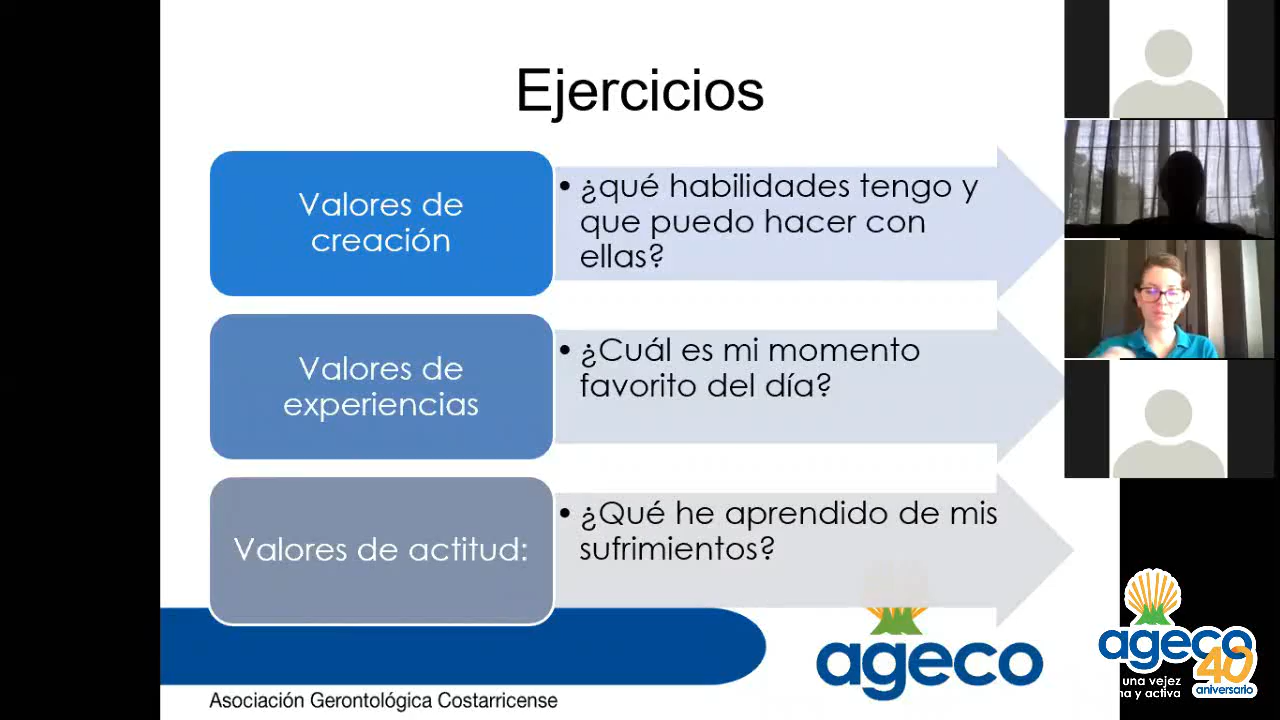 Ejercicios
Valores de
creación
• ¿qué habilidades tengo y
que puedo hacer con
ellas?
Valores de
experiencias
• ¿Cuál es mi momento
favorito del día?
Valores de actitud:
• ¿Qué he aprendido de mis
sufrimientos?
ageco
Asociación Gerontológica Costarricense
ageco
40
aniversario
una vejez
y activa